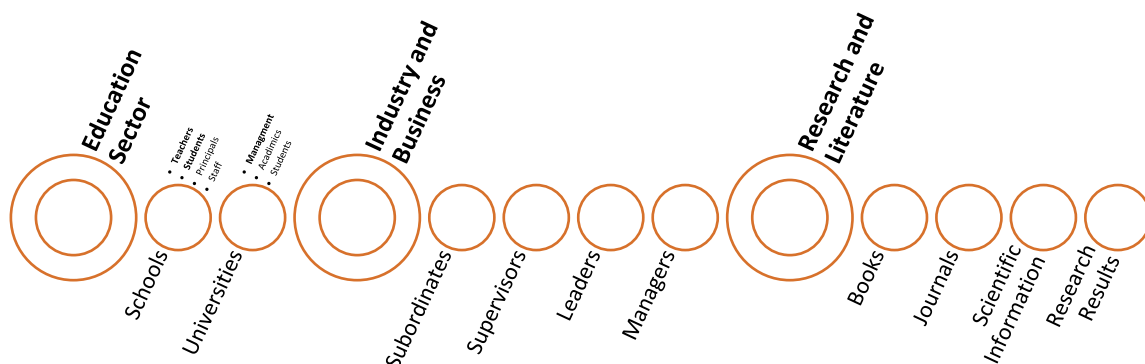 Education
Sector
Schools
• Teachers
• Students
• Principals
• Staff
Universities
• Managment
• Acadimics
• Students
Industry and
Business
Subordinates
Supervisors
Leaders
Managers
Research and
Literature
Books
Journals
Scientific
Information
Research
Results